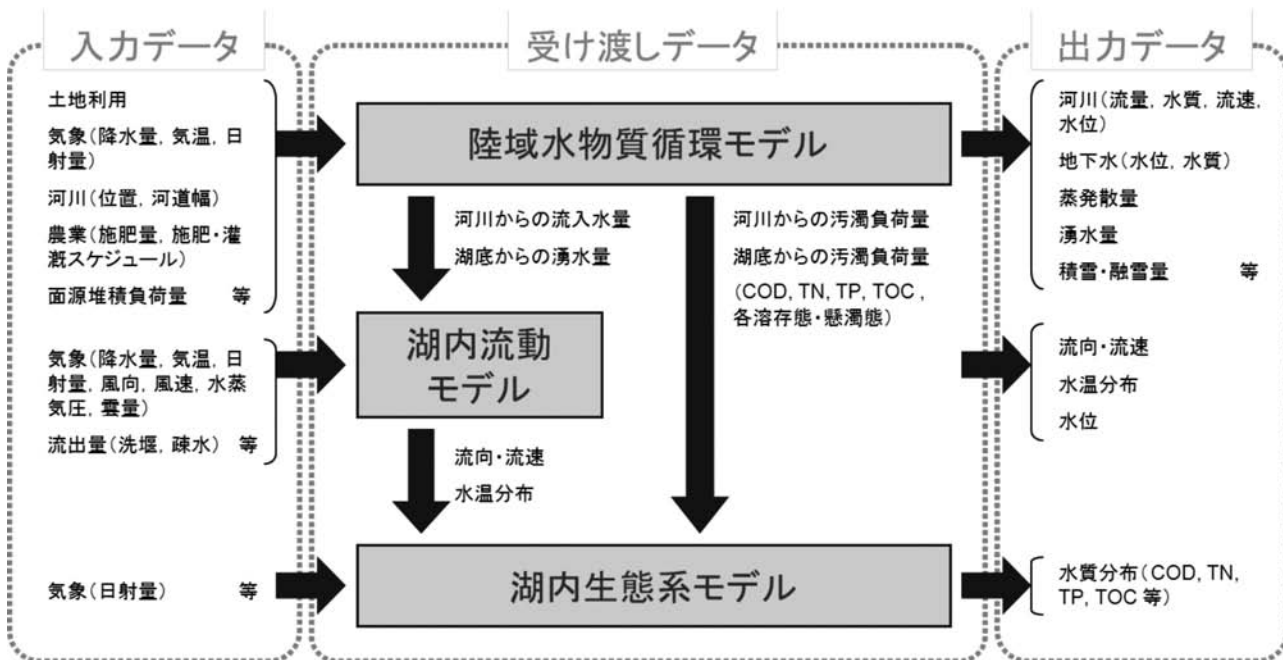 入力データ
土地利用
気象(降水量, 気温, 日
射量)
河川(位置, 河道幅)
農業(施肥量, 施肥・灌
漑スケジュール)
面源堆積負荷量 等
気象(降水量, 気温, 日
射量, 風向, 風速, 水蒸
気圧, 雲量)
流出量(洗堰, 疎水) 等
気象(日射量) 等
受け渡しデータ
陸域水物質循環モデル
河川からの流入水量
湖底からの湧水量
河川からの汚濁負荷量
湖底からの汚濁負荷量
(COD, TN, TP, TOC ,
各溶存態・懸濁態)
湖内流動
モデル
流向・流速
水温分布
湖内生態系モデル
出力データ
河川(流量, 水質, 流速,
水位)
地下水(水位, 水質)
蒸発散量
湧水量
積雪・融雪量 等
流向・流速
水温分布
水位
水質分布(COD, TN,
TP, TOC 等)